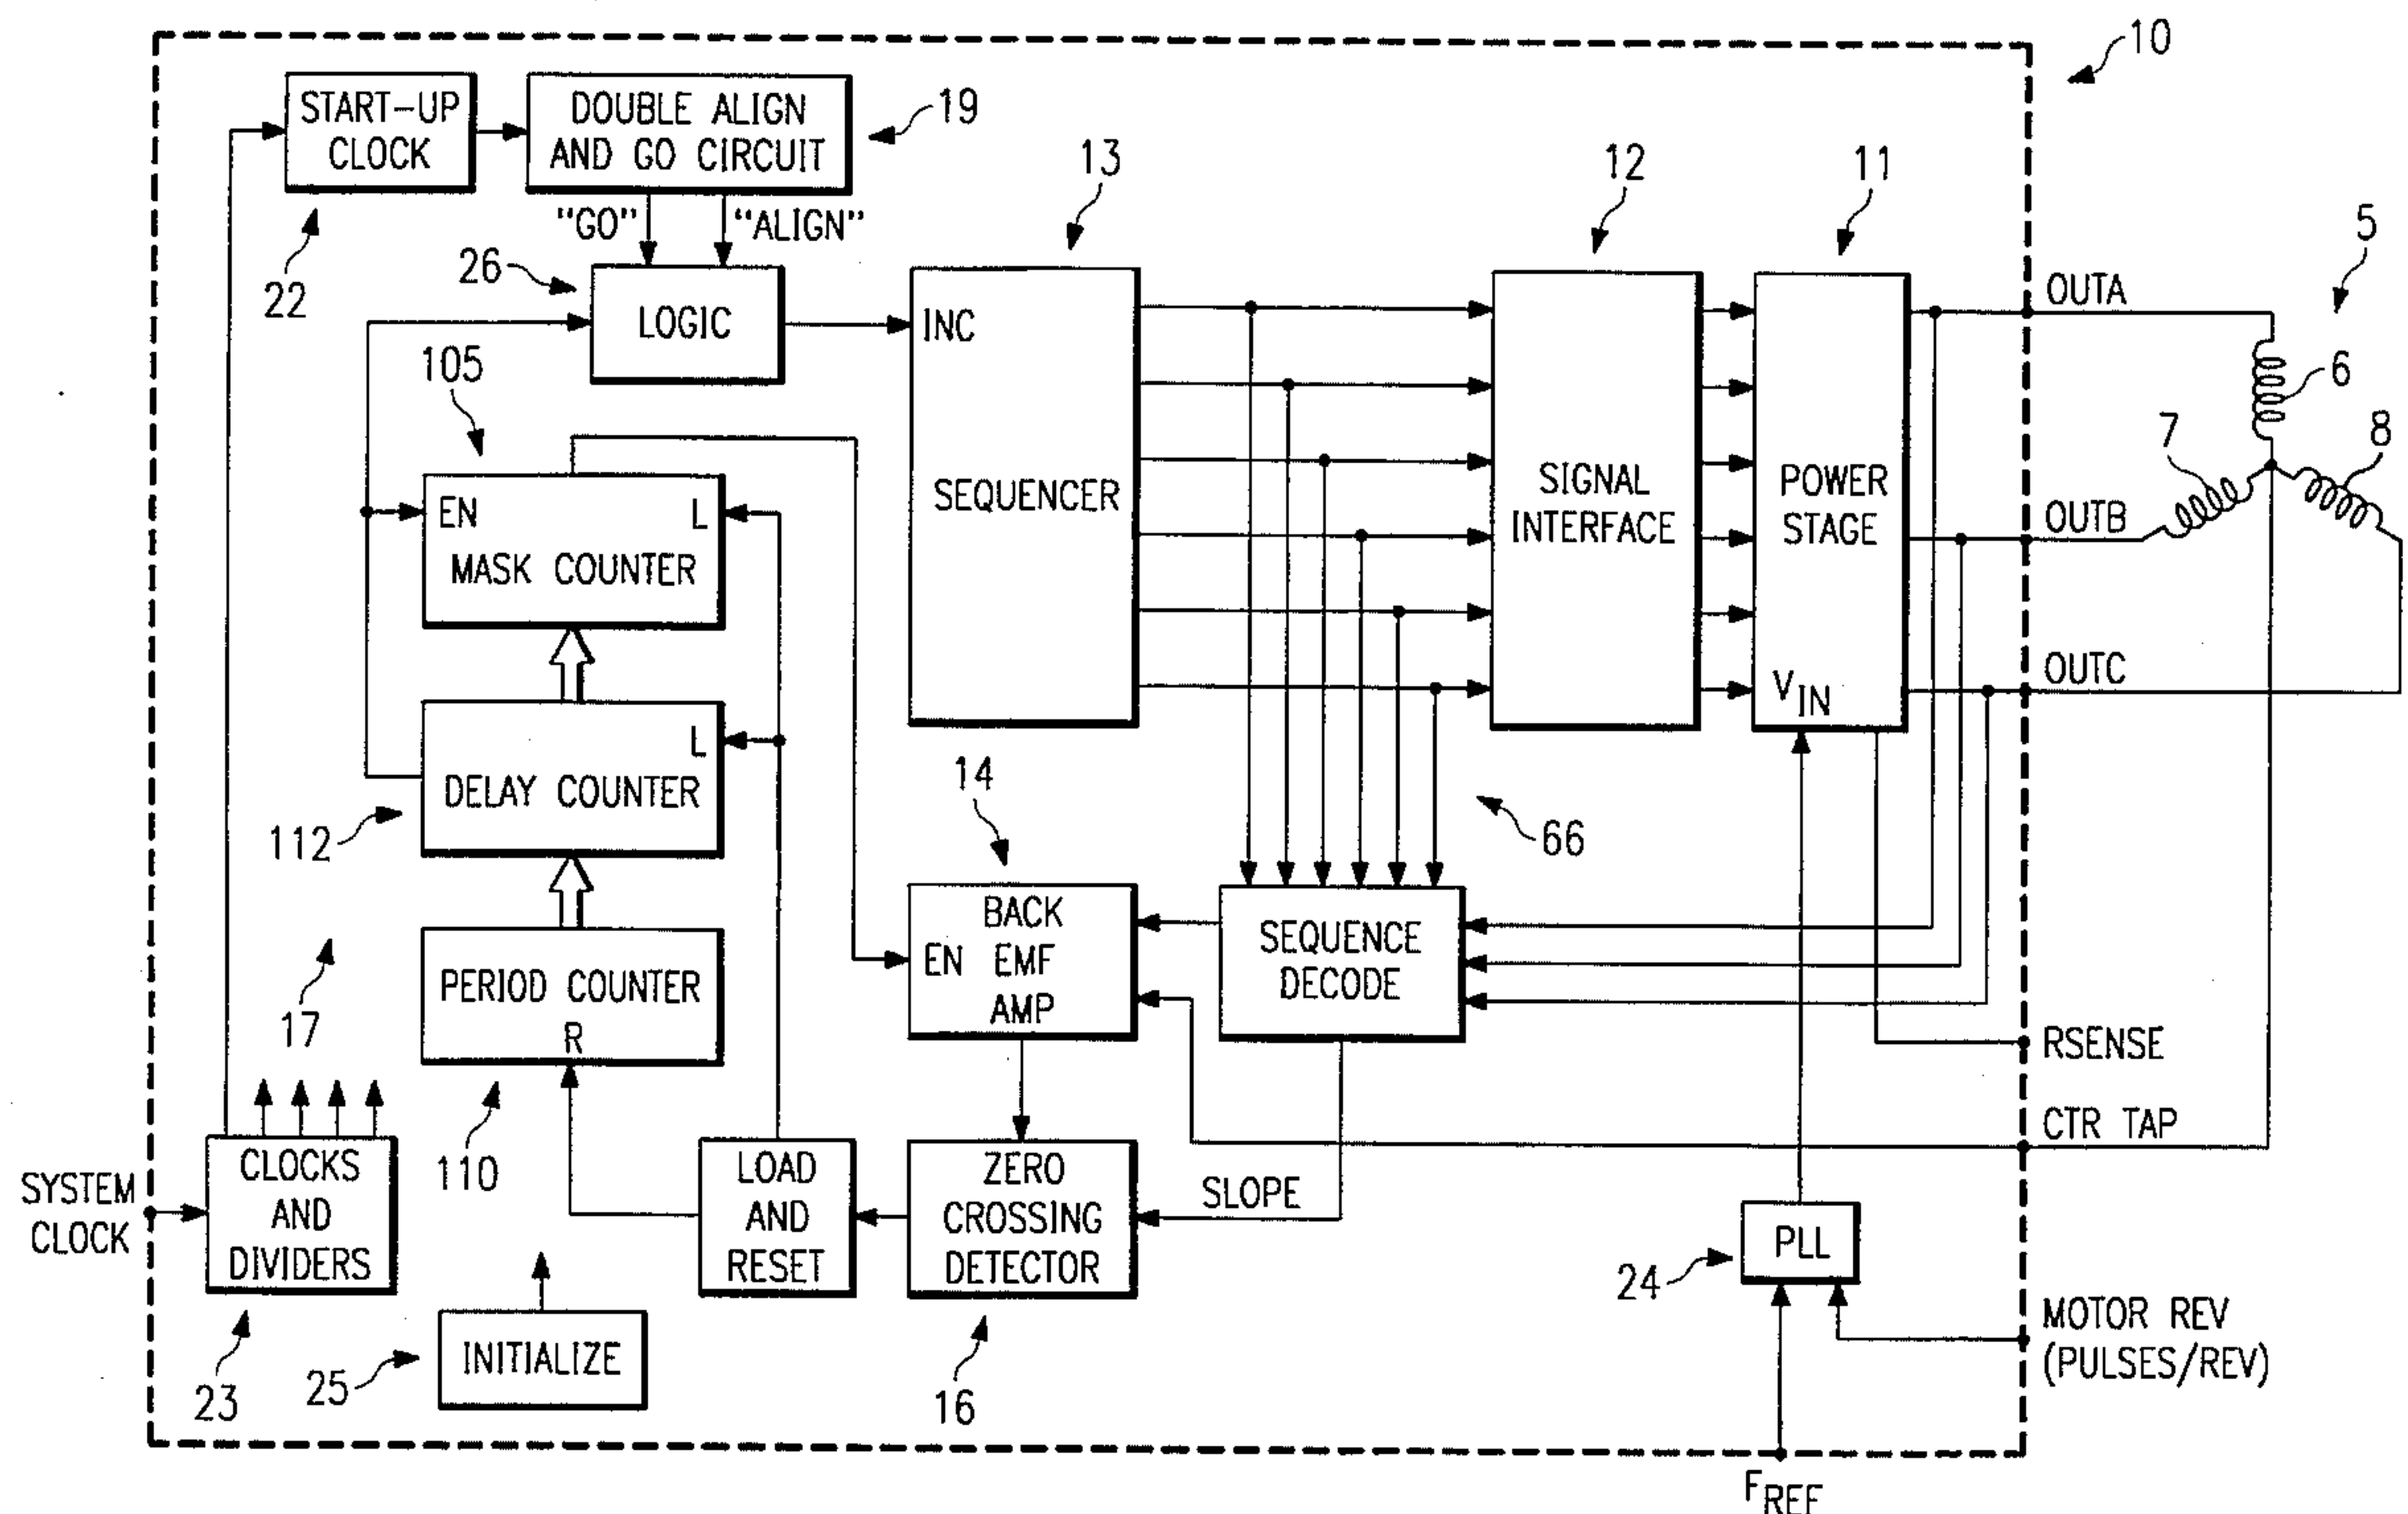 10
START-UP
CLOCK
DOUBLE ALIGN
AND GO CIRCUIT
19
13
12
11
5
"GO"
"ALIGN"
22
26
LOGIC
INC
SEQUENCER
SIGNAL
INTERFACE
POWER
STAGE
V IN
OUTA
6
7
8
OUTB
OUTC
105
EN
L
MASK COUNTER
L
DELAY COUNTER
112
14
66
BACK
EN EMF
AMP
SEQUENCE
DECODE
17
PERIOD COUNTER
R
110
RSENSE
CTR TAP
SYSTEM
CLOCK
CLOCKS
AND
DIVIDERS
23
LOAD
AND
RESET
ZERO
CROSSING
DETECTOR
SLOPE
16
PLL
24
INITIALIZE
25
MOTOR REV
(PULSES/REV)
F REF